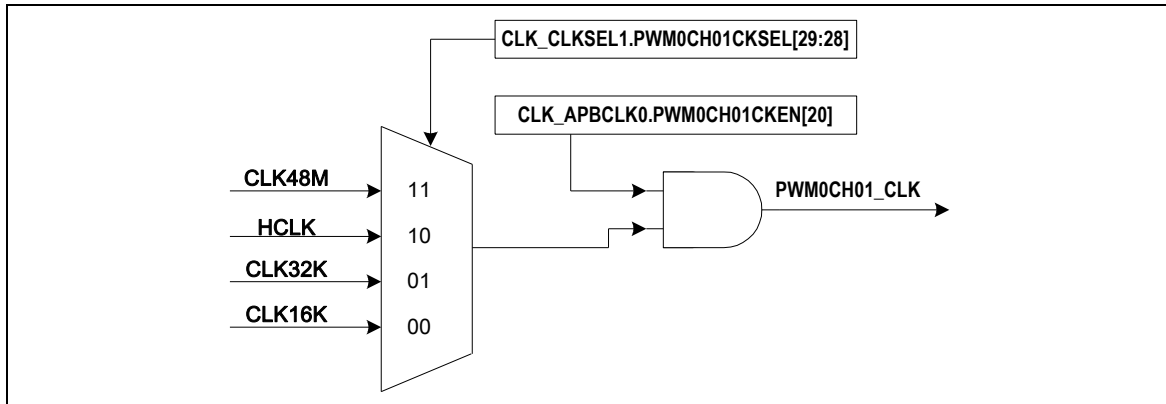 CLK_CLKSEL1.PWM0CH01CKSEL[29:28]
CLK_APBCLK0.PWM0CH01CKEN[20]
CLK48M
11
PWM0CH01_CLK
HCLK
10
CLK32K
01
CLK16K
00